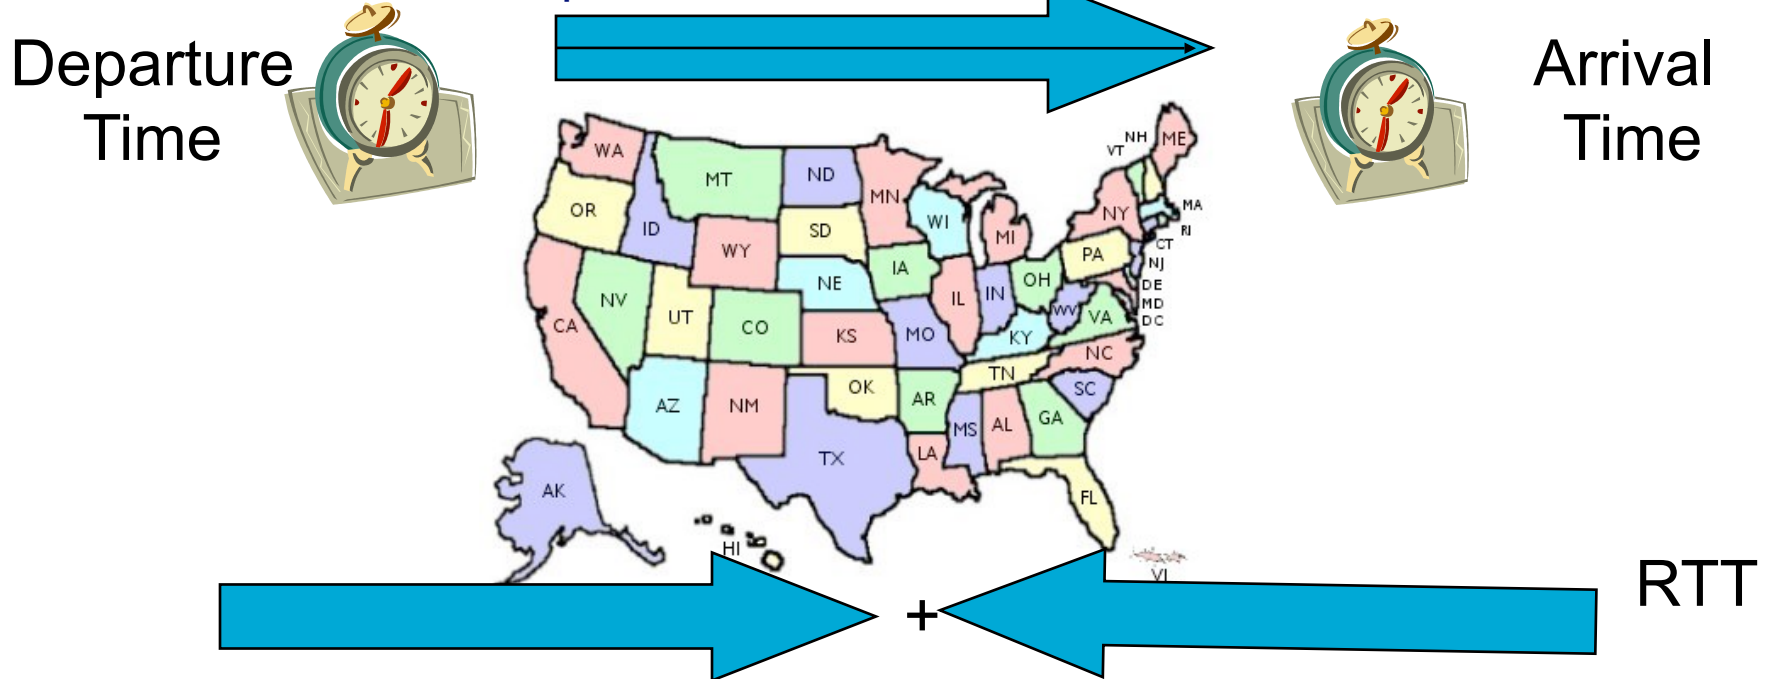 Departure
Time
Arrival
Time
WA
MT
ND
MN
OR
ID
WY
SD
WI
MI
NY
VT
NH
ME
MA
RI
CT
NJ
DE
MD
DC
PA
NV
UT
CO
NE
IA
IL
IN
OH
WV
VA
CA
KS
MO
KY
NC
TN
SC
AZ
NM
OK
AR
MS
AL
GA
TX
LA
FL
AK
HI
VI
+
RTT